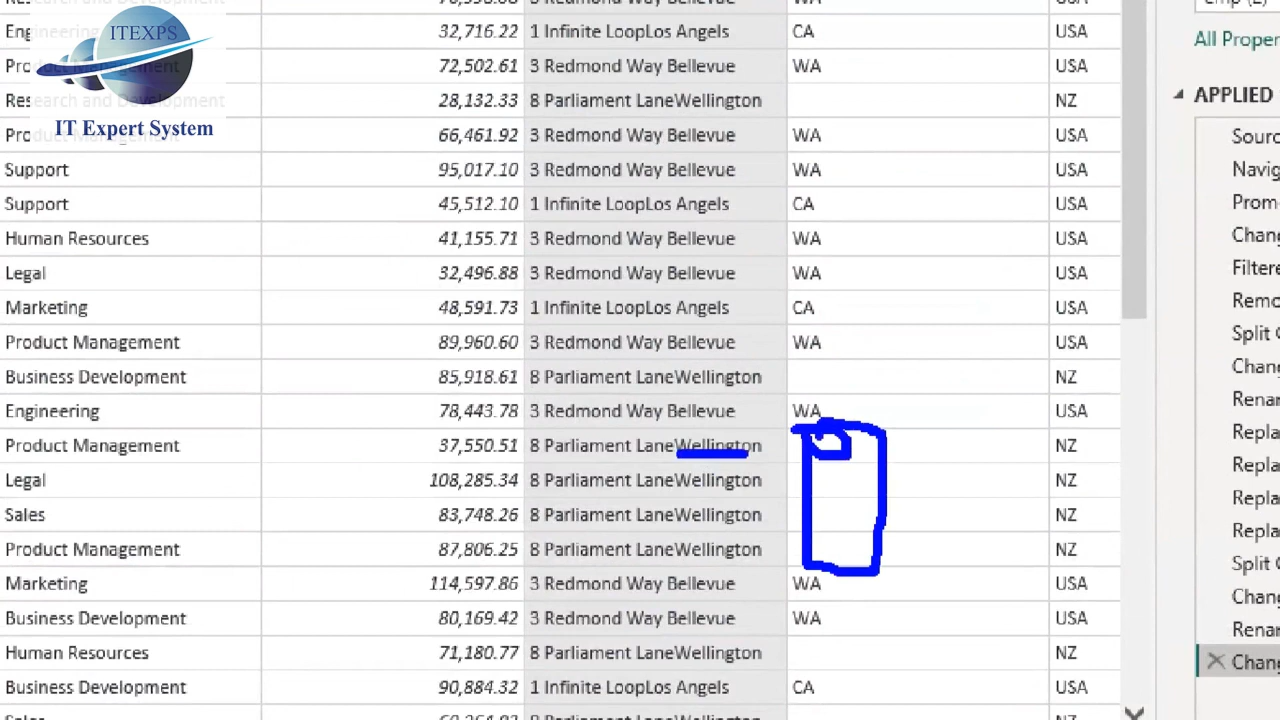 WA USA
ITEXPS
Engineering 32,716.22 1 Infinite LoopLos Angels CA USA
Product Management 72,502.61 3 Redmond Way Bellevue WA USA
Research and Development 28,132.33 8 Parliament LaneWellington NZ
IT Expert System
66,461.92 3 Redmond Way Bellevue WA USA
Support 95,017.10 3 Redmond Way Bellevue WA USA
Support 45,512.10 1 Infinite LoopLos Angels CA USA
Human Resources 41,155.71 3 Redmond Way Bellevue WA USA
Legal 32,496.88 3 Redmond Way Bellevue WA USA
Marketing 48,591.73 1 Infinite LoopLos Angels CA USA
Product Management 89,960.60 3 Redmond Way Bellevue WA USA
Business Development 85,918.61 8 Parliament LaneWellington NZ
Engineering 78,443.78 3 Redmond Way Bellevue WA USA
Product Management 37,550.51 8 Parliament LaneWellington NZ
Legal 108,285.34 8 Parliament LaneWellington NZ
Sales 83,748.26 8 Parliament LaneWellington NZ
Product Management 87,806.25 8 Parliament LaneWellington NZ
Marketing 114,597.86 3 Redmond Way Bellevue WA USA
Business Development 80,169.42 3 Redmond Way Bellevue WA USA
Human Resources 71,180.77 8 Parliament LaneWellington NZ
Business Development 90,884.32 1 Infinite LoopLos Angels CA USA
All Proper
APPLIED
Sourc
Navig
Prom
Chang
Filtere
Remo
Split C
Chang
Renan
Repla
Repla
Repla
Repla
Split C
Chang
Renan
Chang